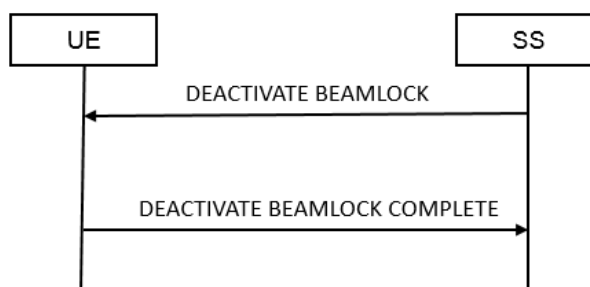 UE
SS
DEACTIVATE BEAMLOCK
DEACTIVATE BEAMLOCK COMPLETE